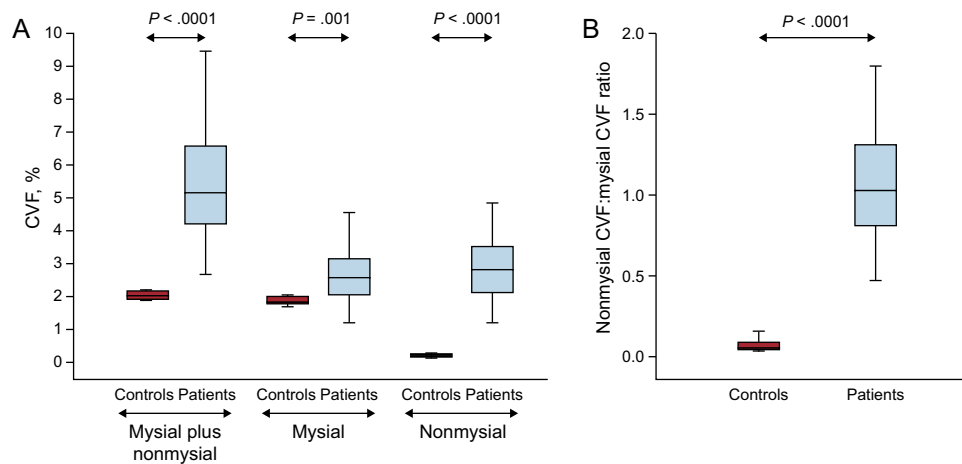 A
P < .0001
P = .001
P < .0001
10
9
8
7
6
5
4
3
2
1
0
CVF, %
Controls Patients
Controls Patients
Controls Patients
Mysial plus
nonmysial
Mysial
Nonmysial
B
P < .0001
2.0
1.5
1.0
0.5
0.0
Nonmysial CVF:mysial CVF ratio
Controls
Patients